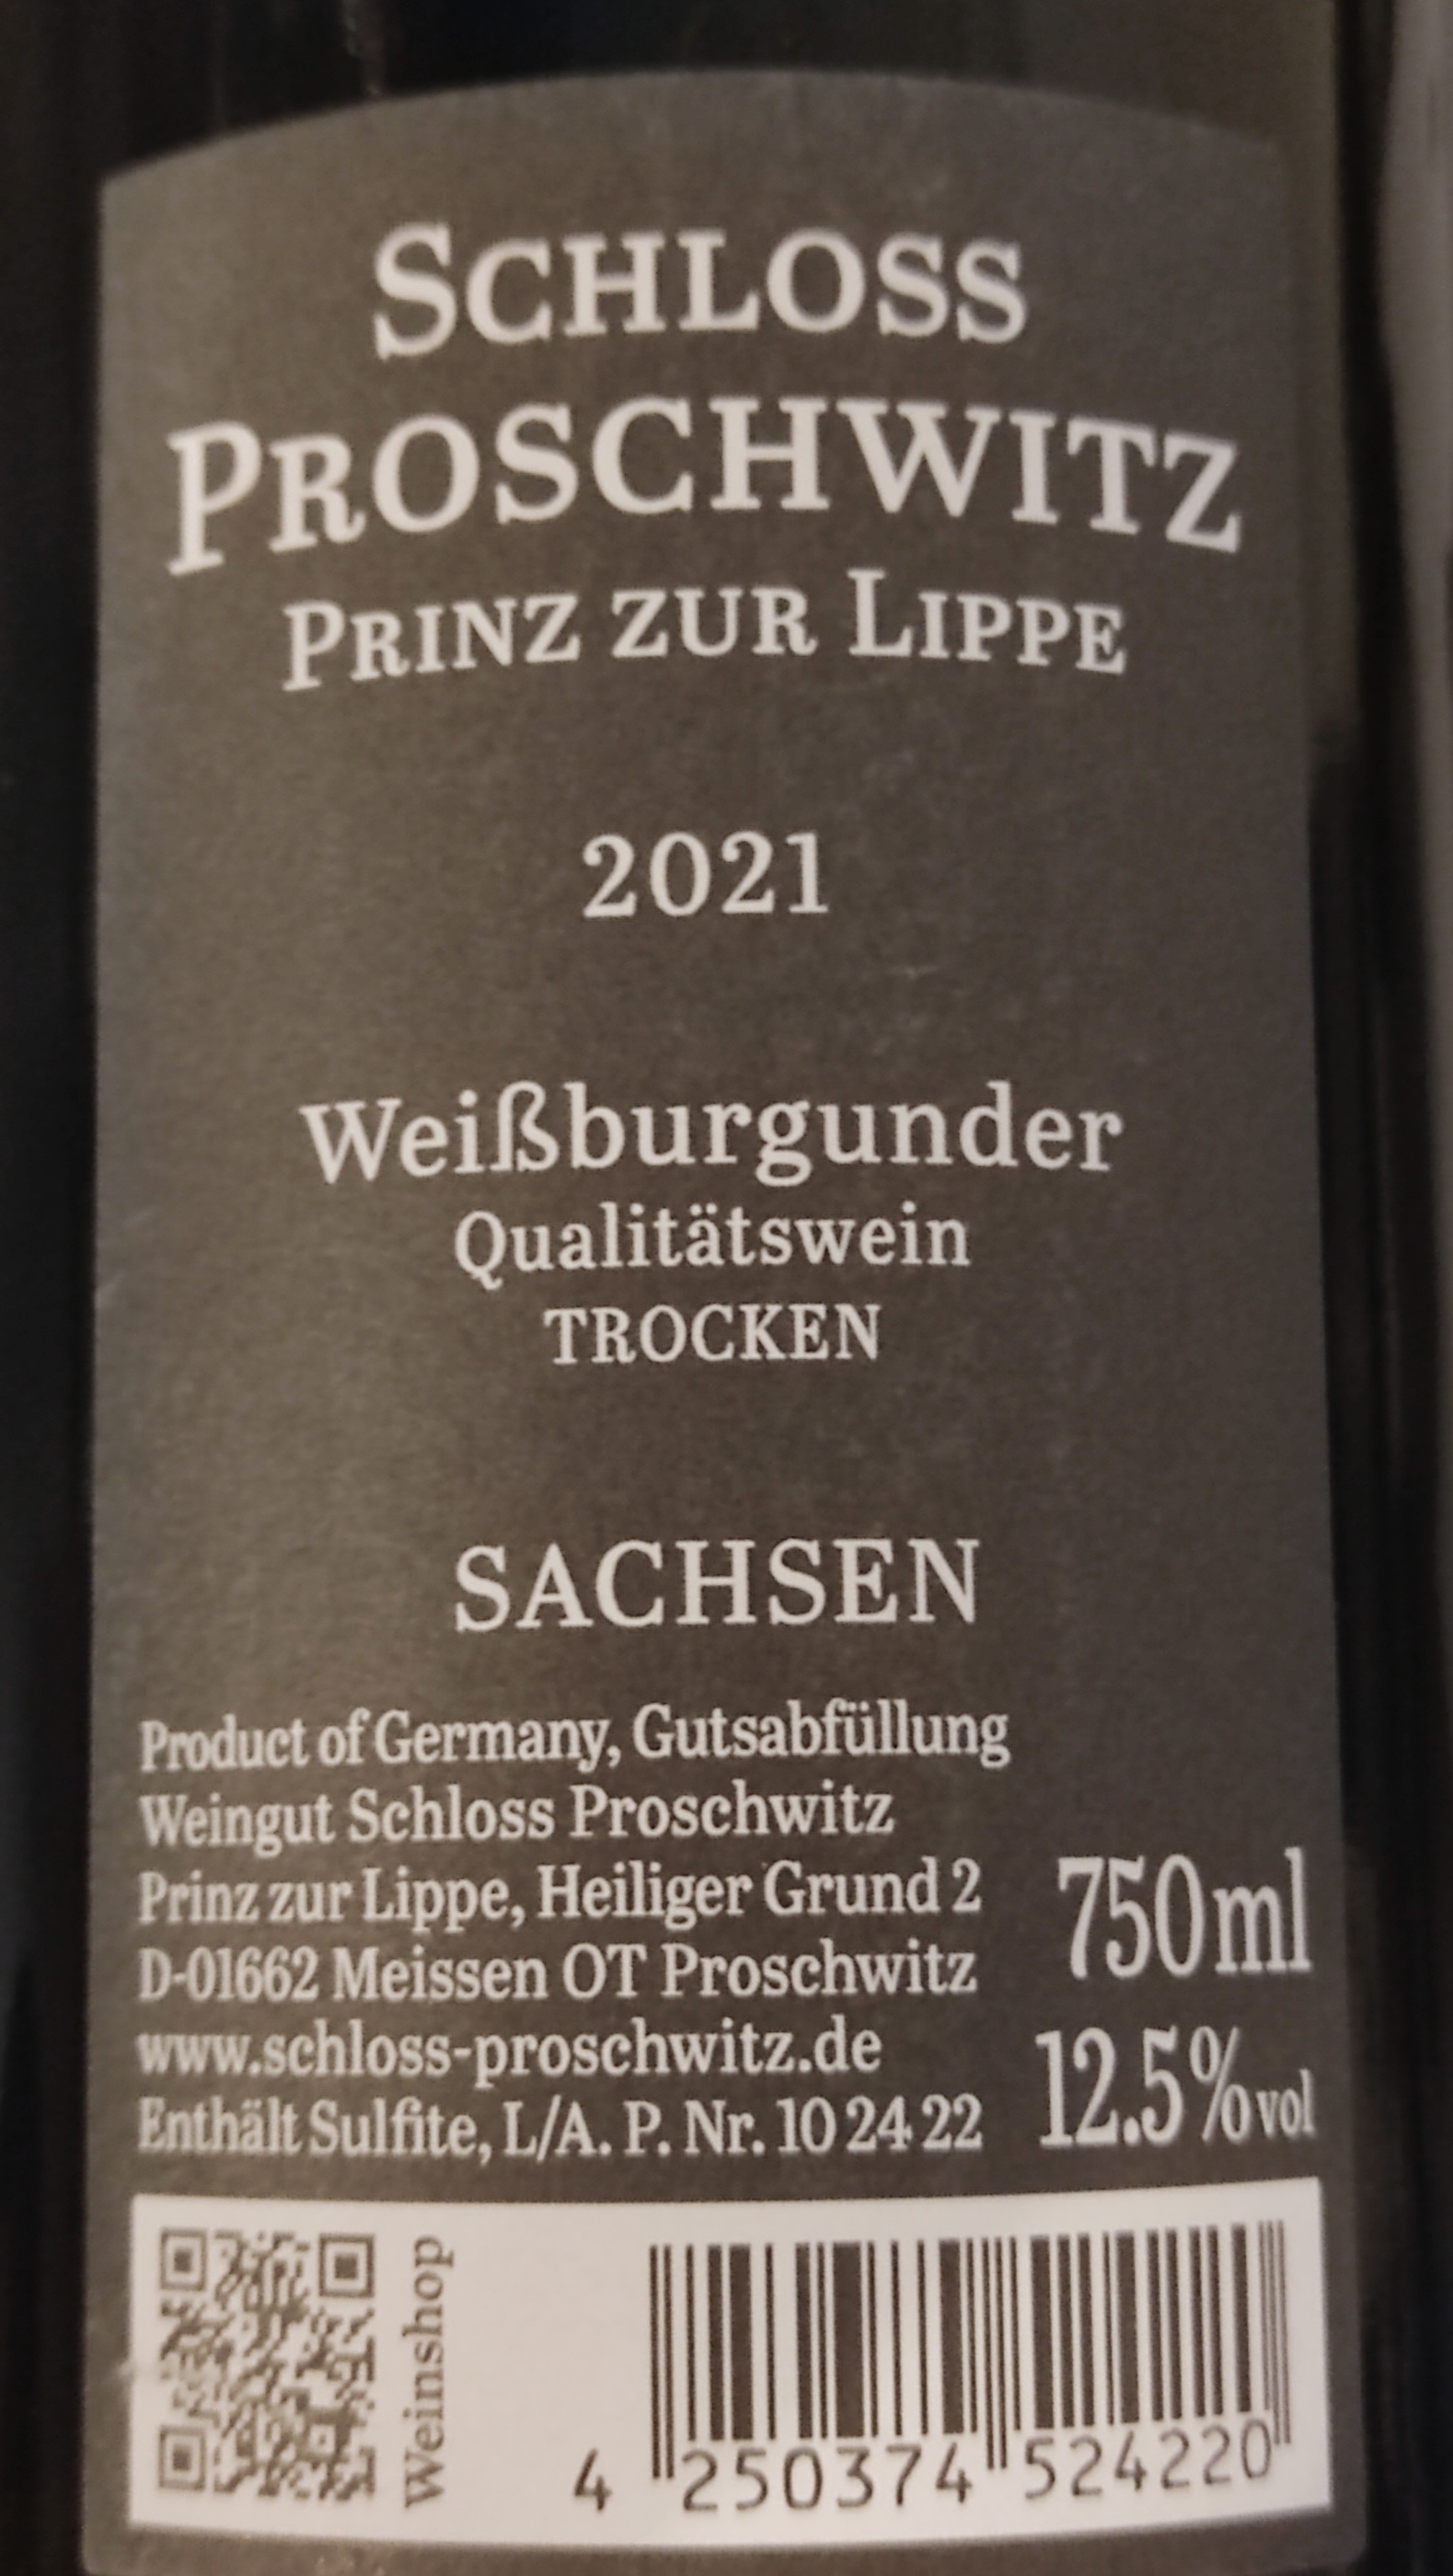 SCHLOSS
PROSCHWITZ
PRINZ ZUR LIPPE
2021
Weißburgunder
Qualitätswein
TROCKEN
SACHSEN
Product of Germany, Gutsabfüllung
Weingut Schloss Proschwitz
Prinz zur Lippe, Heiliger Grund 2
D-01662 Meissen OT Proschwitz
www.schloss-proschwitz.de
Enthält Sulfite, L/A. P. Nr. 10 24 22
750ml
12.5%vol
Weinshop
4 250374 524220